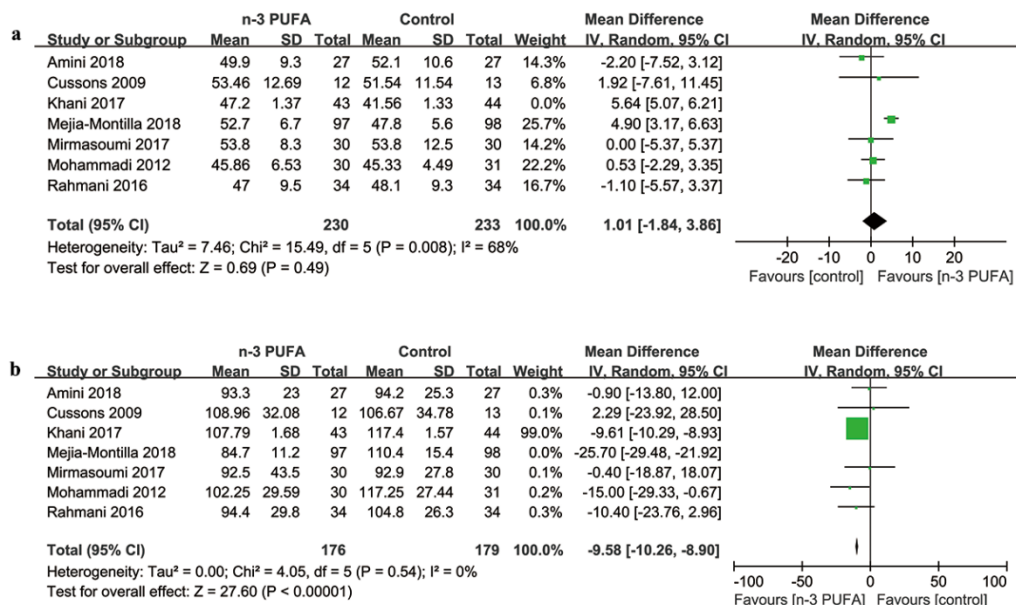 n-3 PUFA Control Mean Difference Mean Difference
a Study or Subgroup Mean SD Total Mean SD Total Weight IV, Random, 95% CI IV, Random, 95% CI
Amini 2018 49.9 9.3 27 52.1 10.6 27 14.3% -2.20 [-7.52, 3.12]
Cussons 2009 53.46 12.69 12 51.54 11.54 13 6.8% 1.92 [-7.61, 11.45]
Khani 2017 47.2 1.37 43 41.56 1.33 44 0.0% 5.64 [5.07, 6.21]
Mejia-Montilla 2018 52.7 6.7 97 47.8 5.6 98 25.7% 4.90 [3.17, 6.63]
Mirmasoumi 2017 53.8 8.3 30 53.8 12.5 30 14.2% 0.00 [-5.37, 5.37]
Mohammadi 2012 45.86 6.53 30 45.33 4.49 31 22.2% 0.53 [-2.29, 3.35]
Rahmani 2016 47 9.5 34 48.1 9.3 34 16.7% -1.10 [-5.57, 3.37]
Total (95% CI) 230 233 100.0% 1.01 [-1.84, 3.86]
Heterogeneity: Tau² = 7.46; Chi² = 15.49, df = 5 (P = 0.008); I² = 68%
Test for overall effect: Z = 0.69 (P = 0.49)
-20 -10 0 10 20
Favours [control] Favours [n-3 PUFA]
n-3 PUFA Control Mean Difference Mean Difference
b Study or Subgroup Mean SD Total Mean SD Total Weight IV, Random, 95% CI IV, Random, 95% CI
Amini 2018 93.3 23 27 94.2 25.3 27 0.3% -0.90 [-13.80, 12.00]
Cussons 2009 108.96 32.08 12 106.67 34.78 13 0.1% 2.29 [-23.92, 28.50]
Khani 2017 107.79 1.68 43 117.4 1.57 44 99.0% -9.61 [-10.29, -8.93]
Mejia-Montilla 2018 84.7 11.2 97 110.4 15.4 98 0.0% -25.70 [-29.48, -21.92]
Mirmasoumi 2017 92.5 43.5 30 92.9 27.8 30 0.1% -0.40 [-18.87, 18.07]
Mohammadi 2012 102.25 29.59 30 117.25 27.44 31 0.2% -15.00 [-29.33, -0.67]
Rahmani 2016 94.4 29.8 34 104.8 26.3 34 0.3% -10.40 [-23.76, 2.96]
Total (95% CI) 176 179 100.0% -9.58 [-10.26, -8.90]
Heterogeneity: Tau² = 0.00; Chi² = 4.05, df = 5 (P = 0.54); I² = 0%
Test for overall effect: Z = 27.60 (P < 0.00001)
-100 -50 0 50 100
Favours [n-3 PUFA] Favours [control]